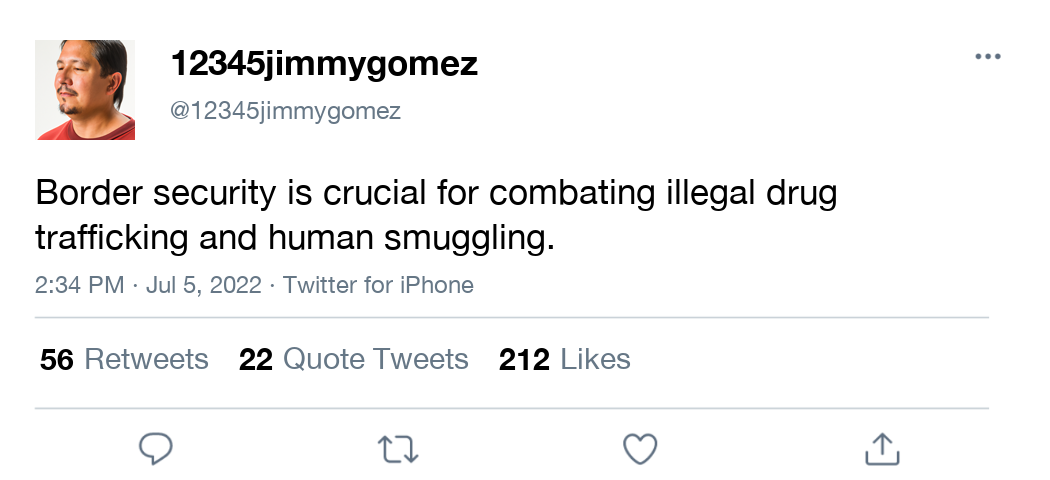 12345jimmygomez
@12345jimmygomez
Border security is crucial for combating illegal drug
trafficking and human smuggling.
2:34 PM · Jul 5, 2022 · Twitter for iPhone
56 Retweets 22 Quote Tweets 212 Likes